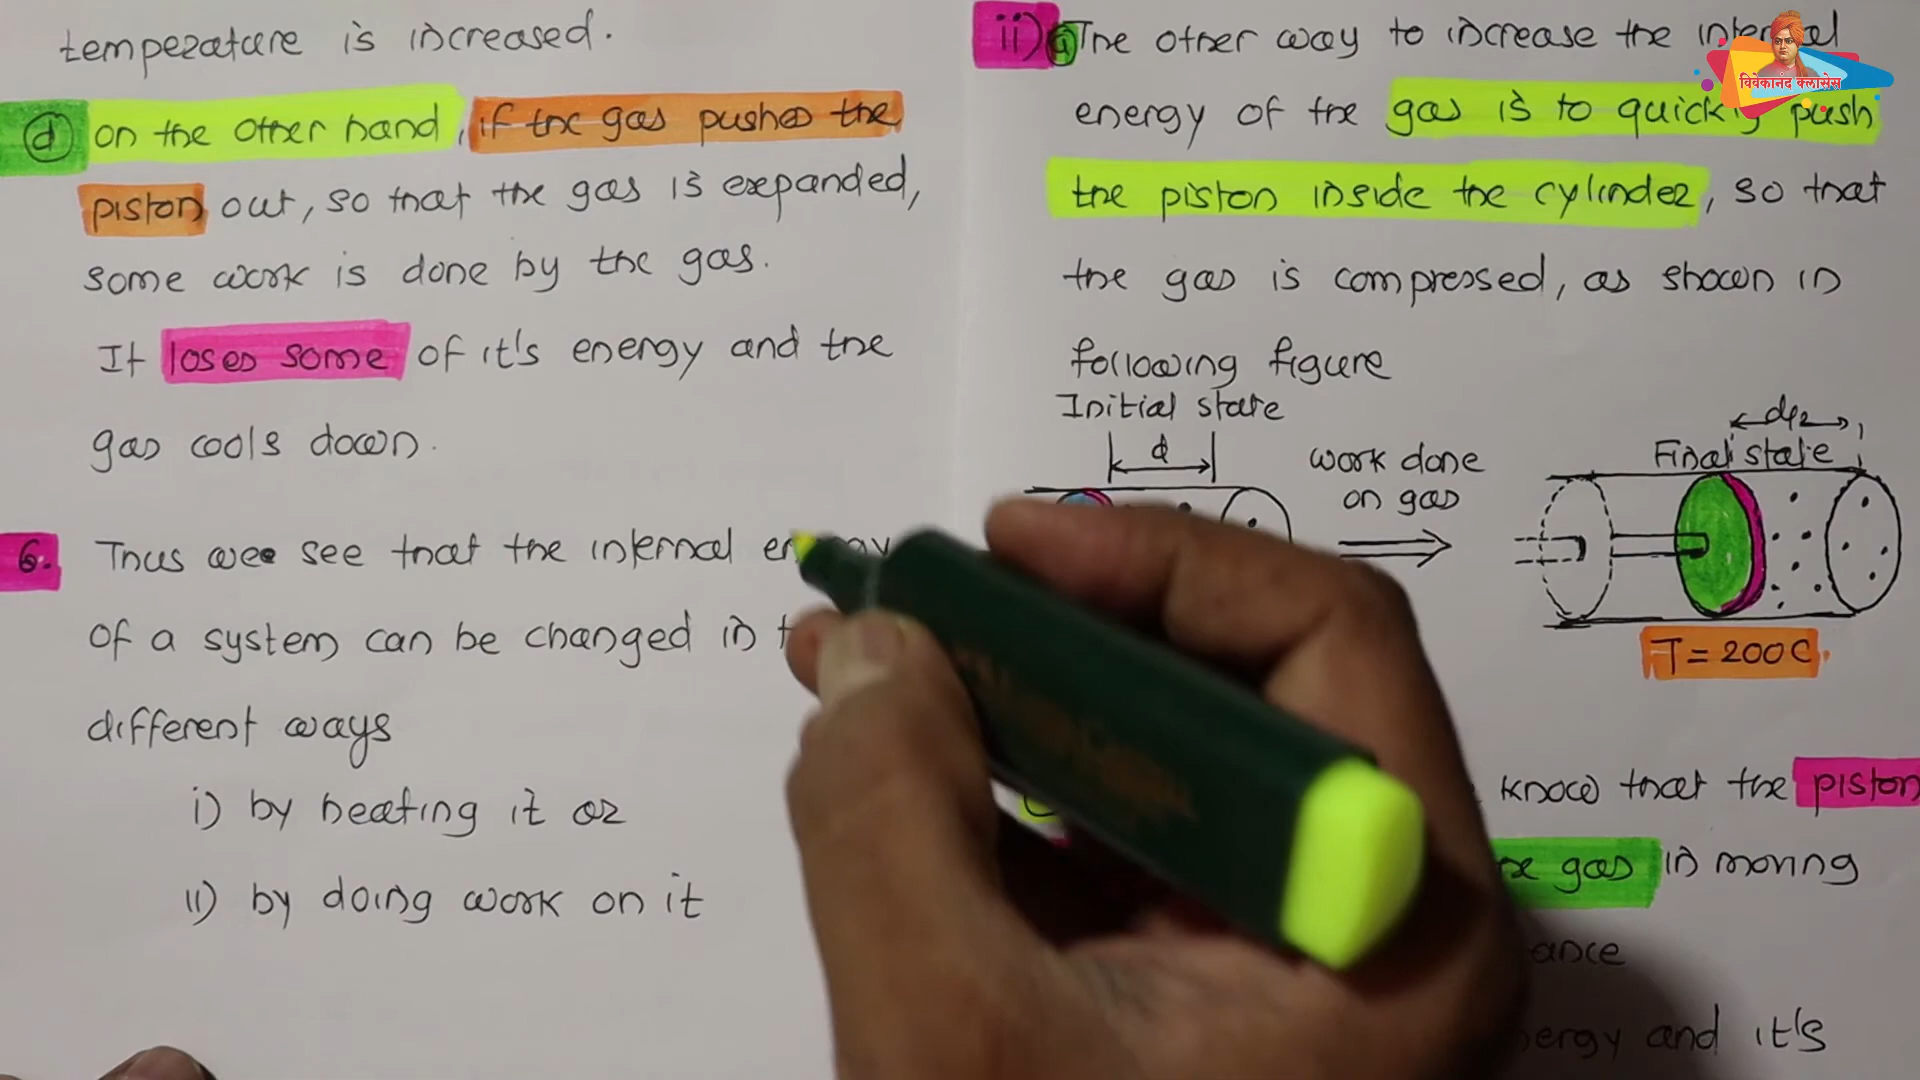 temperature is increased.
d on the other hand, if the gas pushes the
piston out, so that the gas is expanded,
some work is done by the gas.
It loses some of it's energy and the
gas cools down.
6. Thus we see that the internal energy
of a system can be changed in
different ways
i) by heating it or
ii) by doing work on it
ii) a The other way to increase the internal
energy of the gas is to quickly push
the piston inside the cylinder, so that
the gas is compressed, as shown in
following figure
Initial state
d
work done
on gas
d/2
Final state
T = 200C.
know that the piston
gas in moving
and it's
विवेकानंद क्लासेस